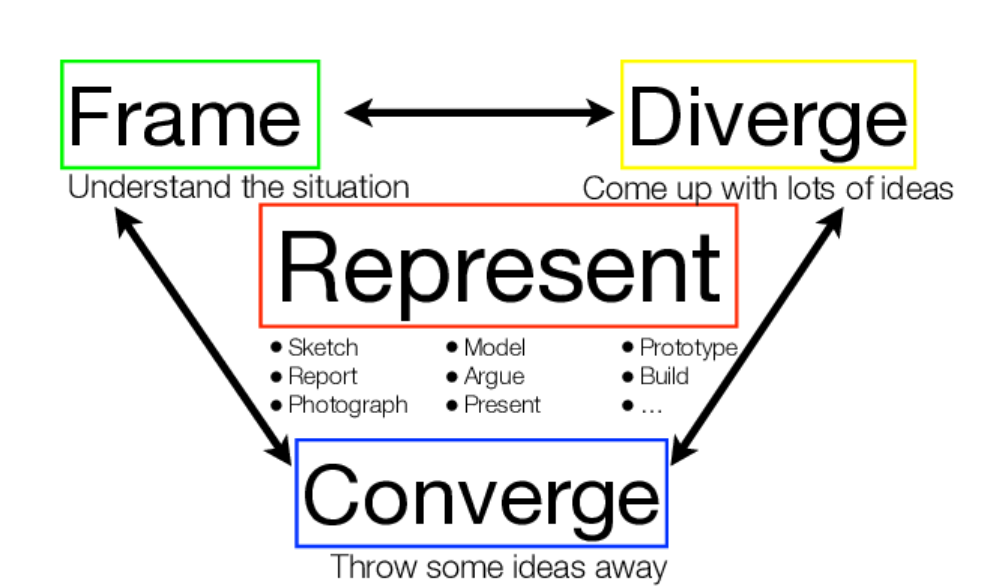 Frame
Diverge
Understand the situation
Come up with lots of ideas
Represent
• Sketch
• Report
• Photograph
• Model
• Argue
• Present
• Prototype
• Build
• ...
Converge
Throw some ideas away